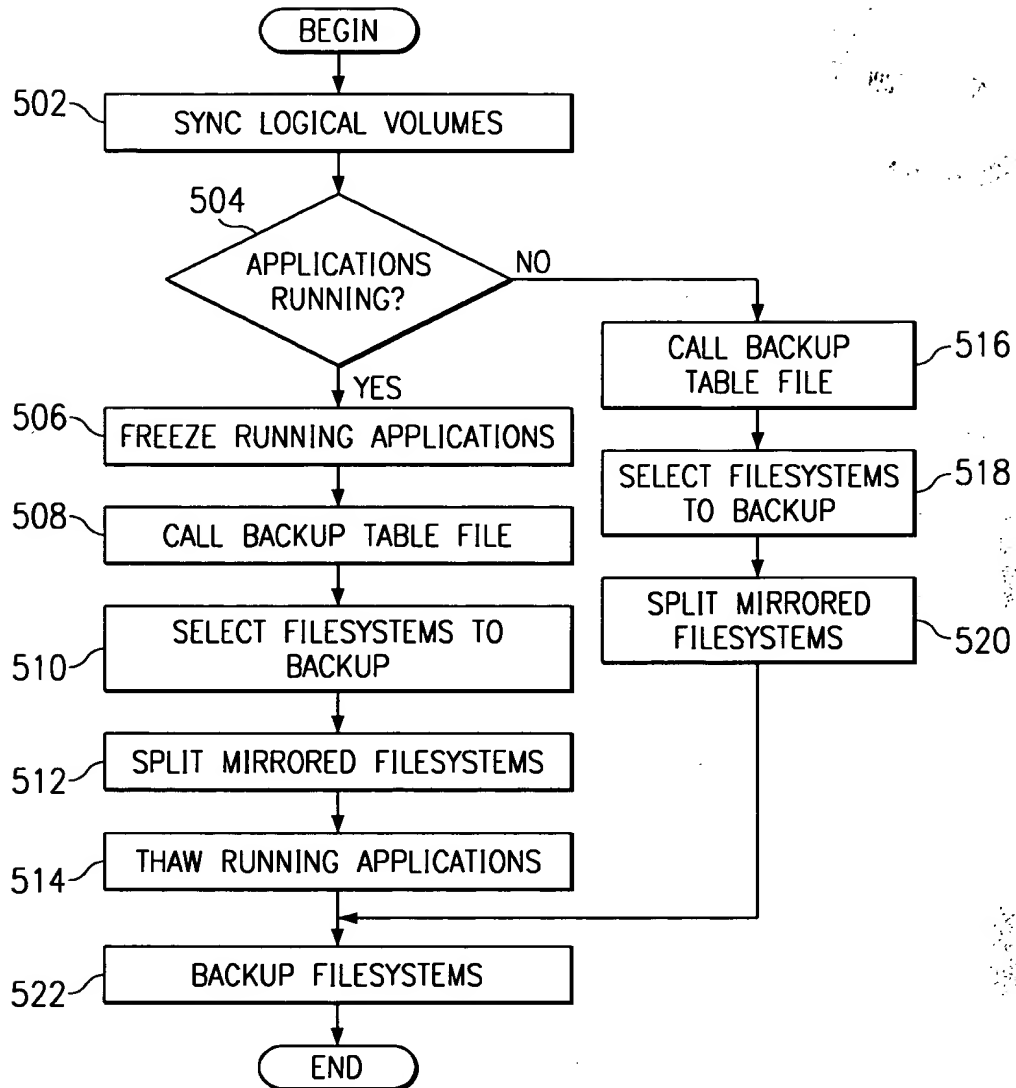 BEGIN
502
SYNC LOGICAL VOLUMES
504
APPLICATIONS
RUNNING?
NO
YES
506
FREEZE RUNNING APPLICATIONS
508
CALL BACKUP TABLE FILE
510
SELECT FILESYSTEMS TO
BACKUP
512
SPLIT MIRRORED FILESYSTEMS
514
THAW RUNNING APPLICATIONS
CALL BACKUP
TABLE FILE
516
SELECT FILESYSTEMS
TO BACKUP
518
SPLIT MIRRORED
FILESYSTEMS
520
522
BACKUP FILESYSTEMS
END